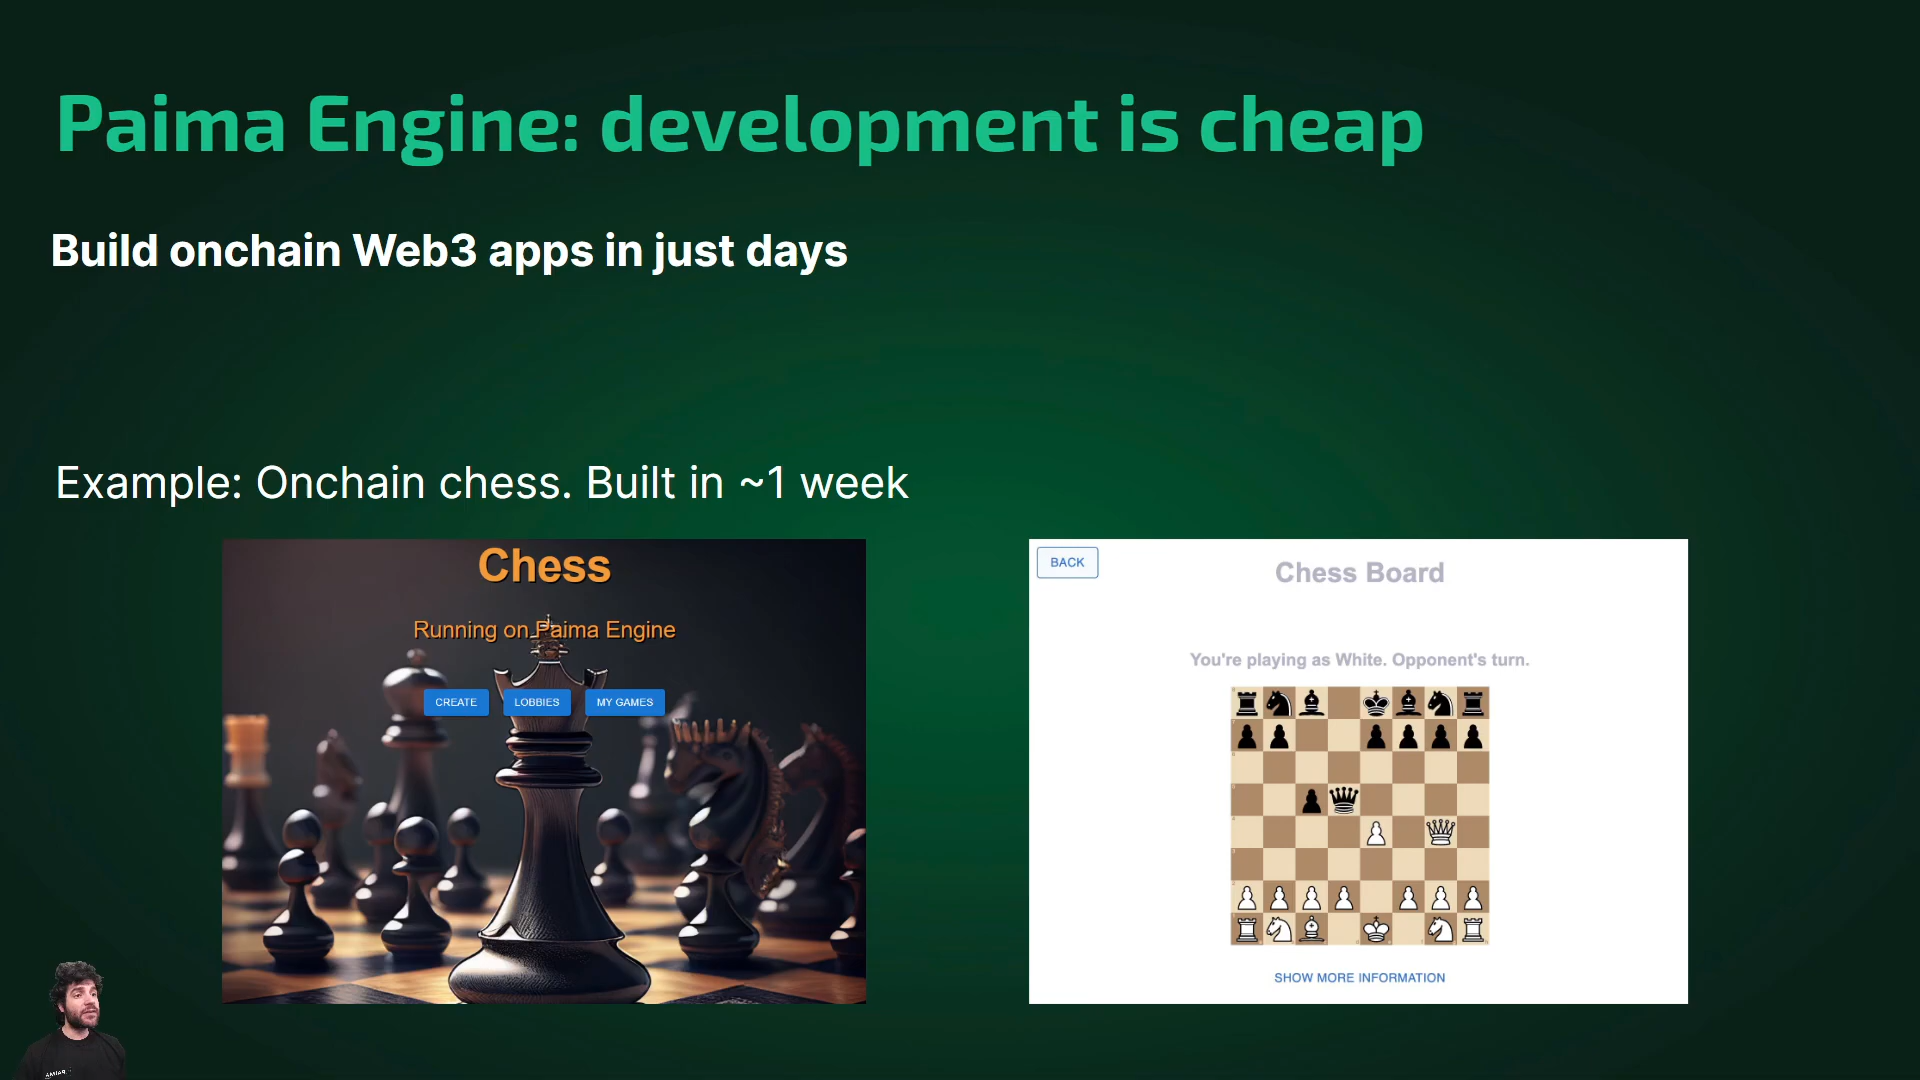 Paima Engine: development is cheap
Build onchain Web3 apps in just days
Example: Onchain chess. Built in ~1 week
Chess
Running on Paima Engine
CREATE
LOBBIES
MY GAMES
BACK
Chess Board
You're playing as White. Opponent's turn.
SHOW MORE INFORMATION